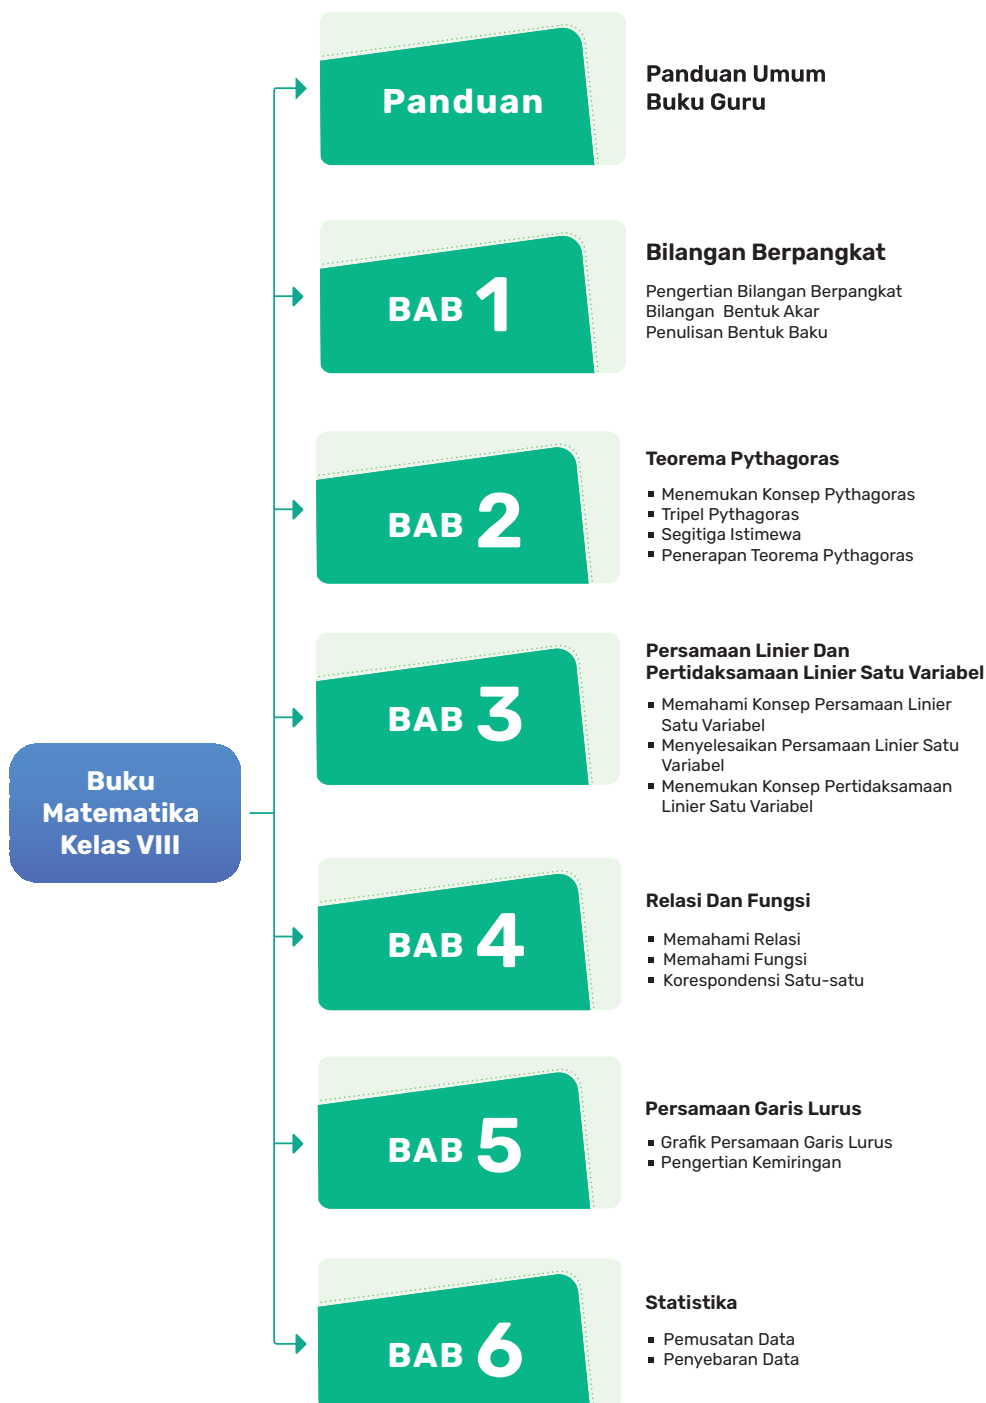 Panduan
Panduan Umum
Buku Guru
BAB 1
Bilangan Berpangkat
Pengertian Bilangan Berpangkat
Bilangan  Bentuk Akar
Penulisan Bentuk Baku
BAB 2
Teorema Pythagoras
▪ Menemukan Konsep Pythagoras
▪ Tripel Pythagoras
▪ Segitiga Istimewa
▪ Penerapan Teorema Pythagoras
BAB 3
Persamaan Linier Dan
Pertidaksamaan Linier Satu Variabel
▪ Memahami Konsep Persamaan Linier
Satu Variabel
▪ Menyelesaikan Persamaan Linier Satu
Variabel
▪ Menemukan Konsep Pertidaksamaan
Linier Satu Variabel
Buku
Matematika
Kelas VIII
BAB 4
Relasi Dan Fungsi
▪ Memahami Relasi
▪ Memahami Fungsi
▪ Korespondensi Satu-satu
BAB 5
Persamaan Garis Lurus
▪ Grafik Persamaan Garis Lurus
▪ Pengertian Kemiringan
BAB 6
Statistika
▪ Pemusatan Data
▪ Penyebaran Data